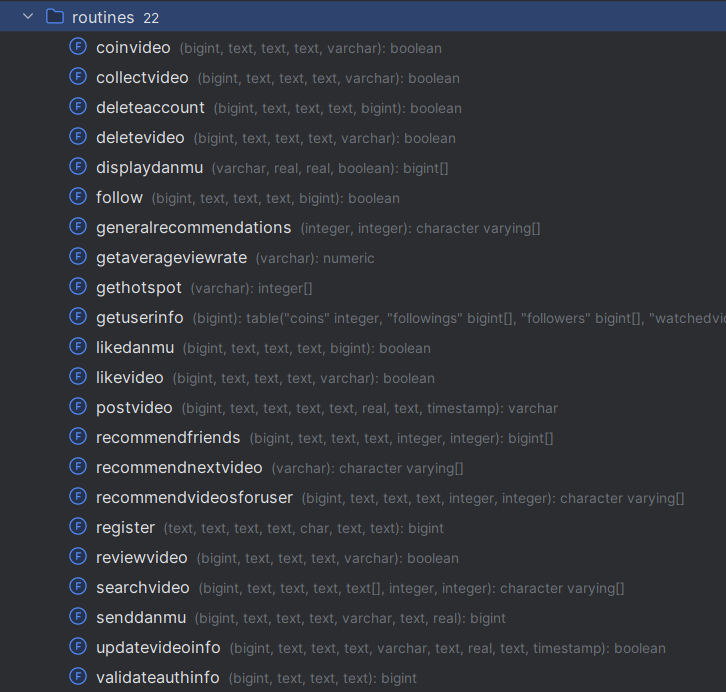 routines 22
F coinvideo (bigint, text, text, text, varchar): boolean
F collectvideo (bigint, text, text, text, varchar): boolean
F deleteaccount (bigint, text, text, text, bigint): boolean
F deletevideo (bigint, text, text, text, varchar): boolean
F displaydanmu (varchar, real, real, boolean): bigint[]
F follow (bigint, text, text, text, bigint): boolean
F generalrecommendations (integer, integer): character varying[]
F getaverageviewrate (varchar): numeric
F gethotspot (varchar): integer[]
F getuserinfo (bigint): table("coins" integer, "followings" bigint[], "followers" bigint[], "watchedvic
F likedanmu (bigint, text, text, text, bigint): boolean
F likevideo (bigint, text, text, text, varchar): boolean
F postvideo (bigint, text, text, text, text, real, text, timestamp): varchar
F recommendfriends (bigint, text, text, text, integer, integer): bigint[]
F recommendnextvideo (varchar): character varying[]
F recommendvideosforuser (bigint, text, text, text, integer, integer): character varying[]
F register (text, text, text, text, char, text, text): bigint
F reviewvideo (bigint, text, text, text, varchar): boolean
F searchvideo (bigint, text, text, text, text[], integer, integer): character varying[]
F senddanmu (bigint, text, text, text, varchar, text, real): bigint
F updatevideoinfo (bigint, text, text, text, varchar, text, real, text, timestamp): boolean
F validateauthinfo (bigint, text, text, text): bigint